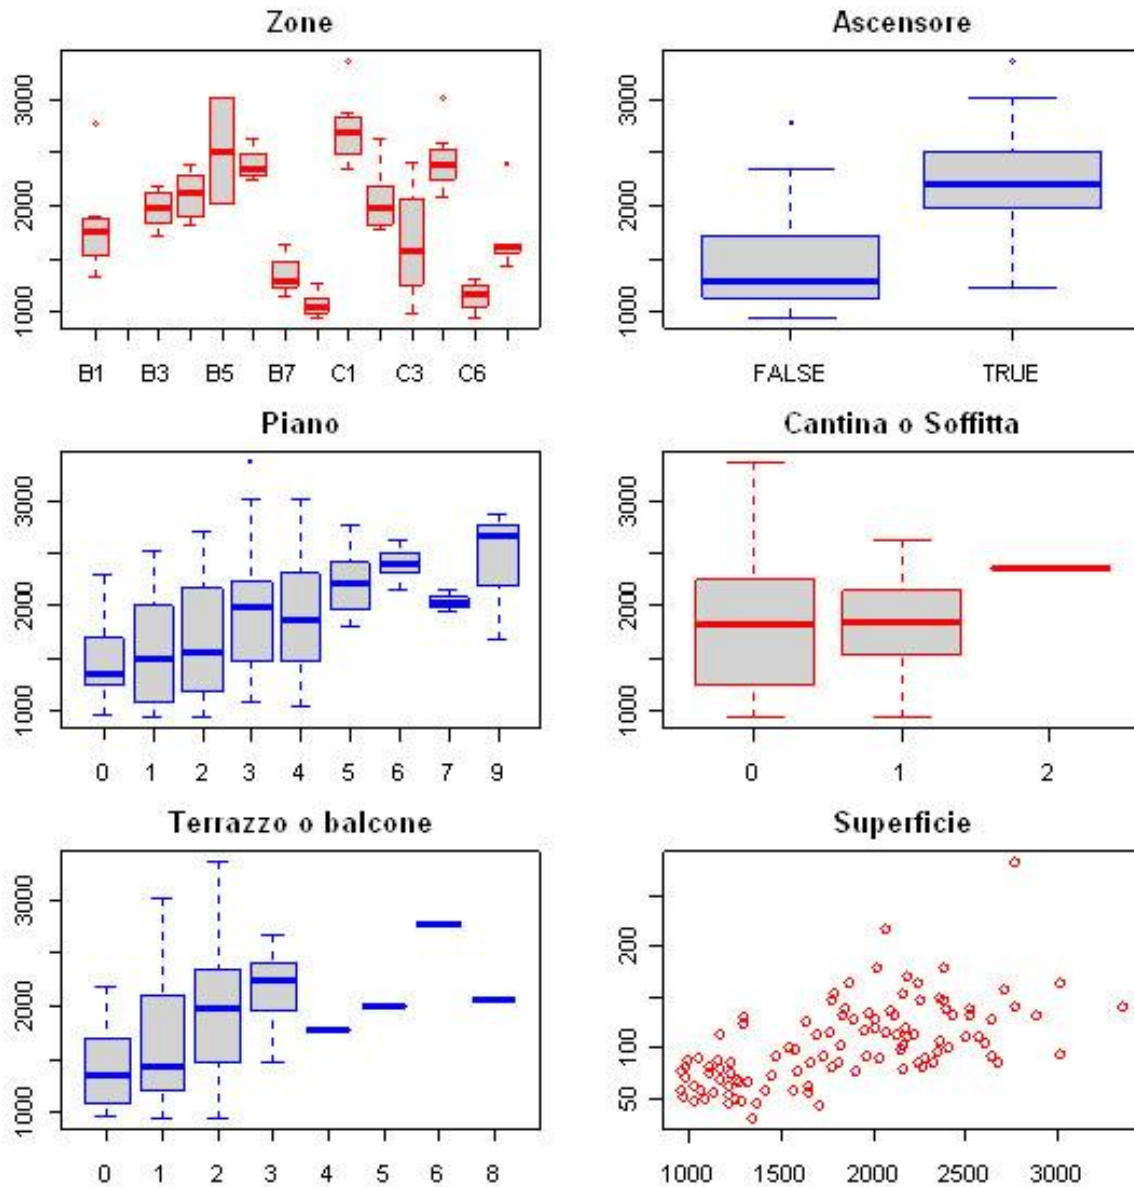 Zone
3000
2000
1000
B1 B3 B5 B7 C1 C3 C6
Ascensore
3000
2000
1000
FALSE TRUE
Piano
3000
2000
1000
0 1 2 3 4 5 6 7 9
Cantina o Soffitta
3000
2000
1000
0 1 2
Terrazzo o balcone
3000
2000
1000
0 1 2 3 4 5 6 8
Superficie
200
100
50
1000 1500 2000 2500 3000